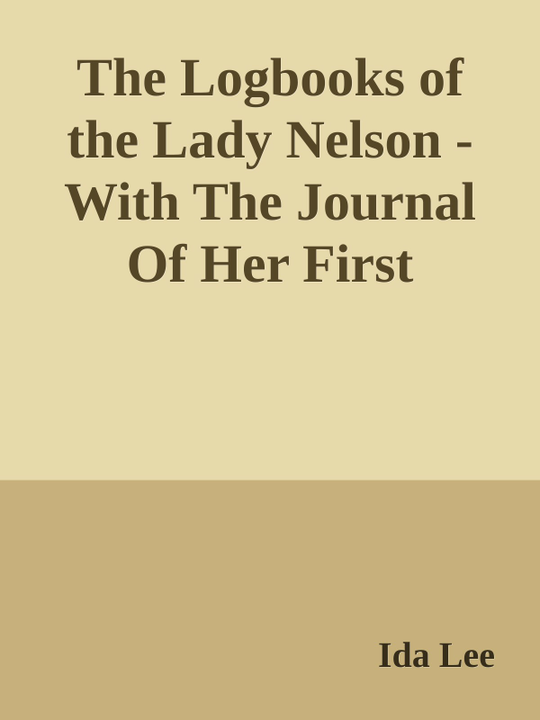 The Logbooks of
the Lady Nelson -
With The Journal
Of Her First
Ida Lee